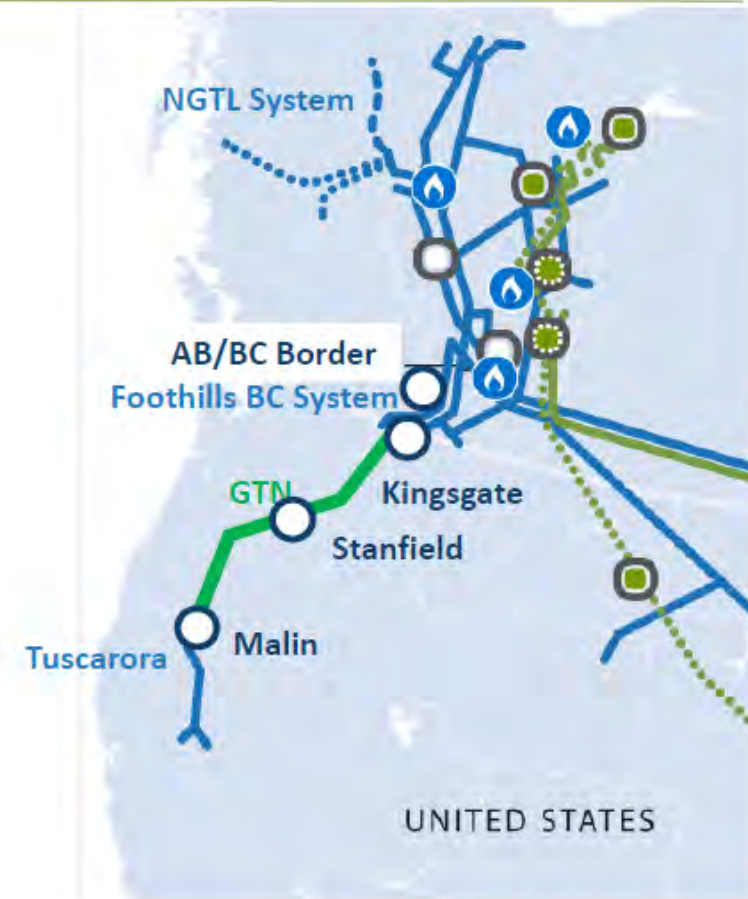 NGTL System
AB/BC Border
Foothills BC System
GTN
Kingsgate
Stanfield
Malin
Tuscarora
UNITED STATES